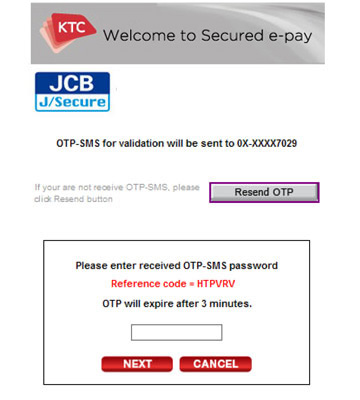 KTC
Welcome to Secured e-pay
JCB
J/Secure
OTP-SMS for validation will be sent to 0X-XXXX7029
If your are not receive OTP-SMS, please
click Resend button
Resend OTP
Please enter received OTP-SMS password
Reference code = HTPVRV
OTP will expire after 3 minutes.
NEXT
CANCEL